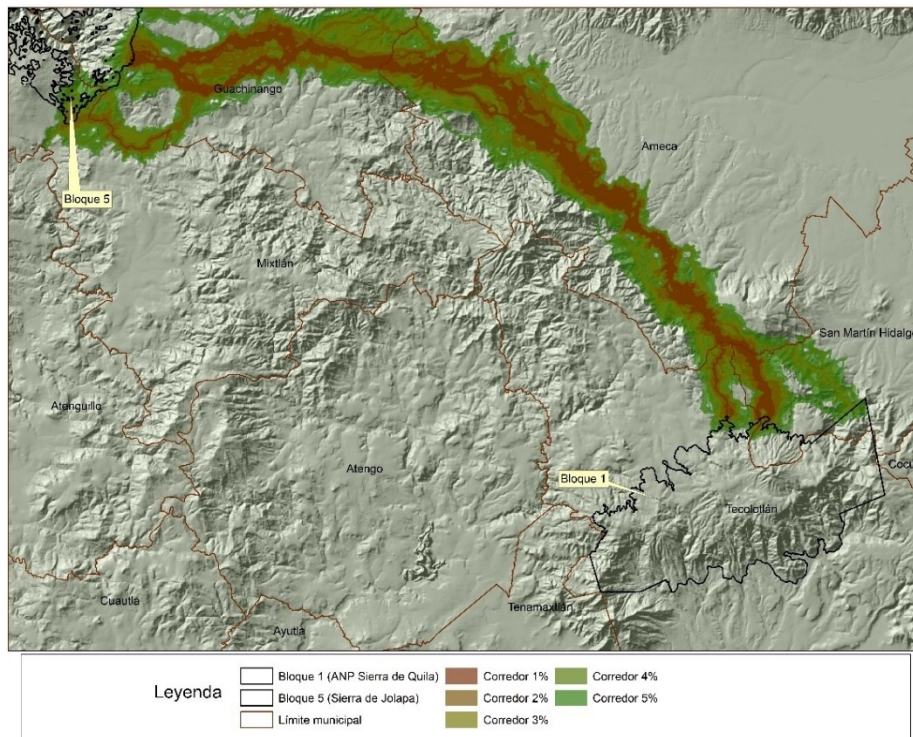 Guachinango
Ameca
Bloque 5
Mixtlán
San Martín Hidalgo
Atenguillo
Atengo
Bloque 1
Cocu
Tecolotlán
Cuautla
Tenamaxtlán
Ayutla
Leyenda
Bloque 1 (ANP Sierra de Quila)
Bloque 5 (Sierra de Jolapa)
Límite municipal
Corredor 1%
Corredor 2%
Corredor 3%
Corredor 4%
Corredor 5%